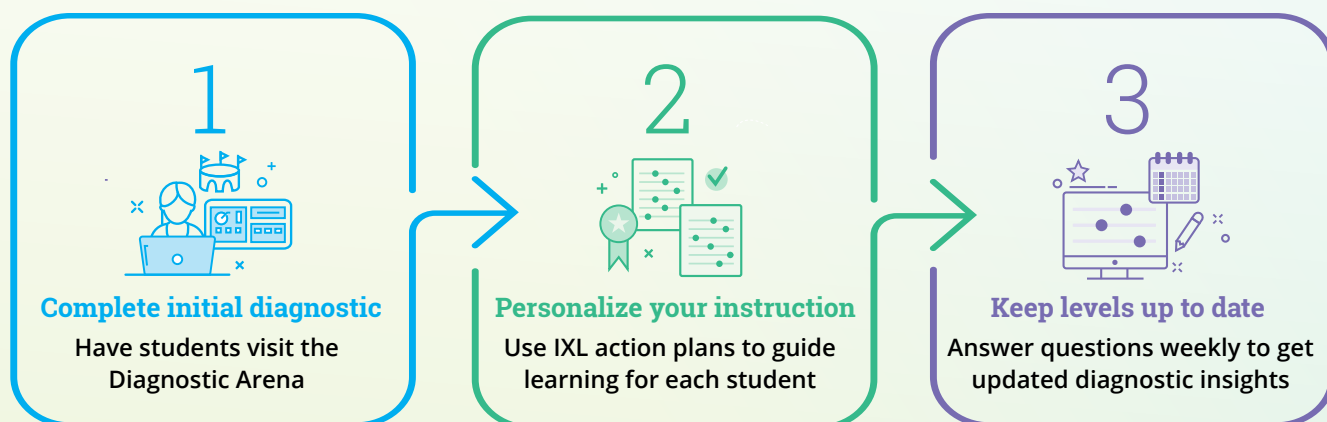 1
Complete initial diagnostic
Have students visit the
Diagnostic Arena
2
Personalize your instruction
Use IXL action plans to guide
learning for each student
3
Keep levels up to date
Answer questions weekly to get
updated diagnostic insights